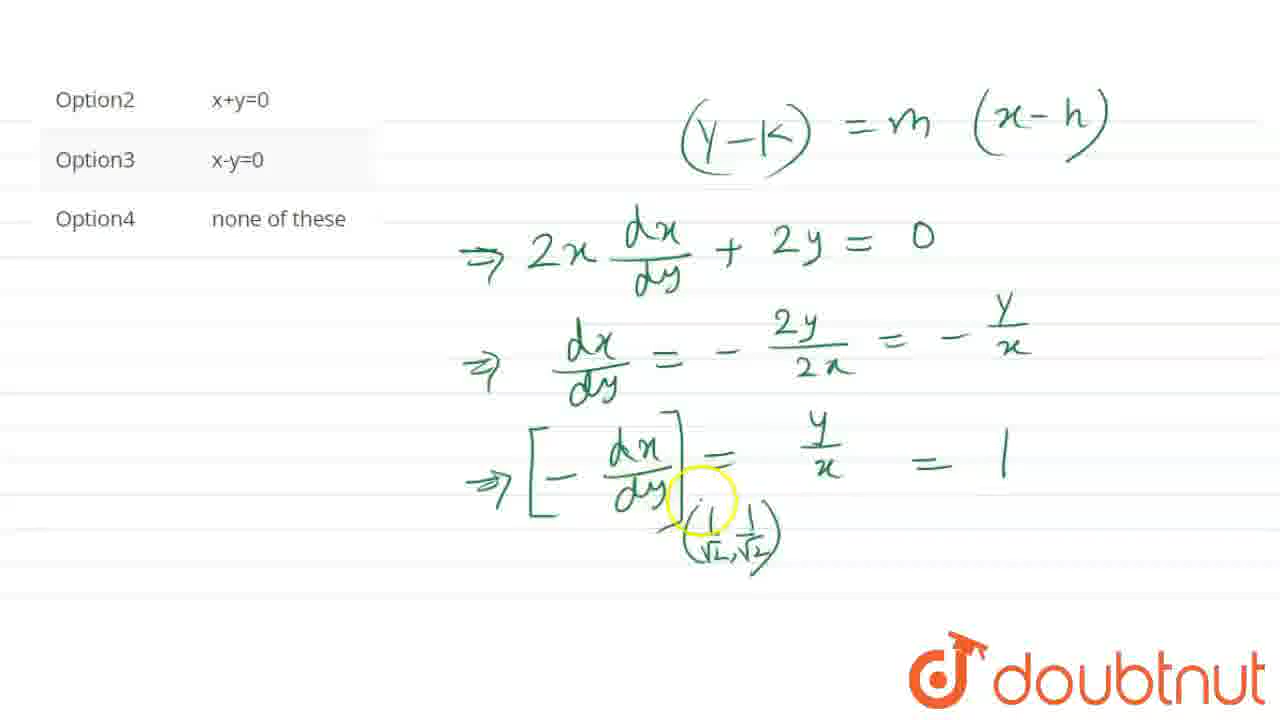 Option2 x+y=0
Option3 x-y=0
Option4 none of these
(y-k) = m (x-h)
⇒ 2x dx/dy + 2y = 0
⇒ dx/dy = - 2y/2x = - y/x
⇒ [- dx/dy] (1/√2, 1/√2) = y/x = 1
doubtnut